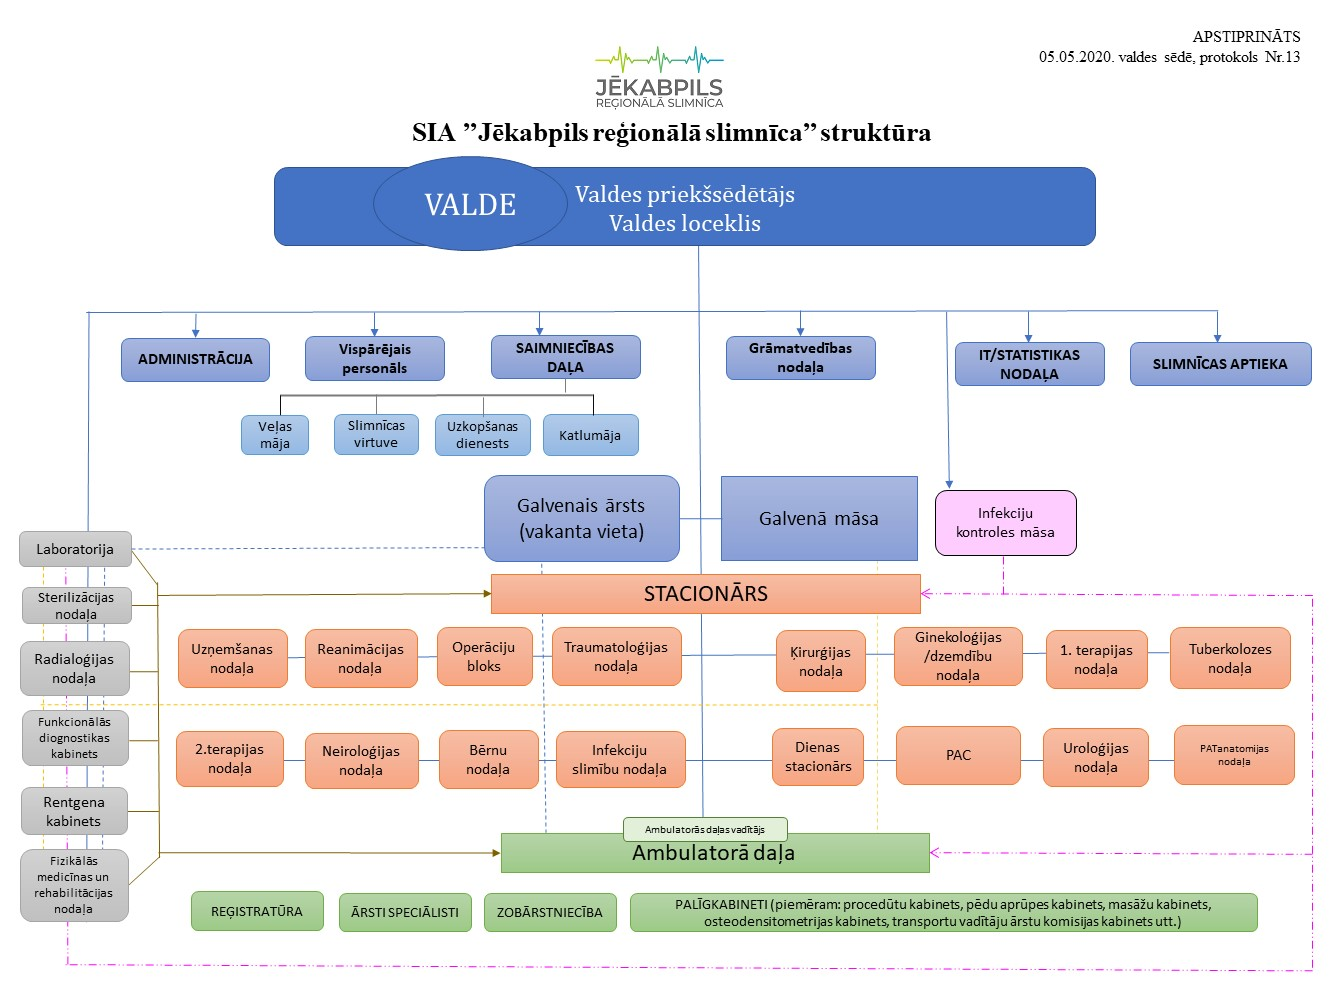 APSTIPRINĀTS
05.05.2020. valdes sēdē, protokols Nr.13
JĒKABPILS
REĢIONĀLĀ SLIMNĪCA
SIA ”Jēkabpils reģionālā slimnīca” struktūra
VALDE
Valdes priekšsēdētājs
Valdes loceklis
ADMINISTRĀCIJA
Vispārējais
personāls
SAIMNIECĪBAS
DAĻA
Grāmatvedības
nodaļa
IT/STATISTIKAS
NODAĻA
SLIMNĪCAS APTIEKA
Veļas
māja
Slimnīcas
virtuve
Uzkopšanas
dienests
Katlumāja
Galvenais ārsts
(vakanta vieta)
Galvenā māsa
Infekciju
kontroles māsa
Laboratorija
Sterilizācijas
nodaļa
Radialoģijas
nodaļa
Funkcionālās
diognostikas
kabinets
Rentgena
kabinets
Fizikālās
medicīnas un
rehabilitācijas
nodaļa
STACIONĀRS
Uzņemšanas
nodaļa
Reanimācijas
nodaļa
Operāciju
bloks
Traumatoloģijas
nodaļa
Ķirurģijas
nodaļa
Ginekoloģijas
/dzemdību
nodaļa
1. terapijas
nodaļa
Tuberkolozes
nodaļa
2.terapijas
nodaļa
Neiroloģijas
nodaļa
Bērnu
nodaļa
Infekciju
slimību nodaļa
Dienas
stacionārs
PAC
Uroloģijas
nodaļa
PATanatomijas
nodaļa
Ambulatorās daļas vadītājs
Ambulatorā daļa
REĢISTRATŪRA
ĀRSTI SPECIĀLISTI
ZOBĀRSTNIECĪBA
PALĪGKABINETI (piemēram: procedūtu kabinets, pēdu aprūpes kabinets, masāžu kabinets,
osteodensitometrijas kabinets, transportu vadītāju ārstu komisijas kabinets utt.)